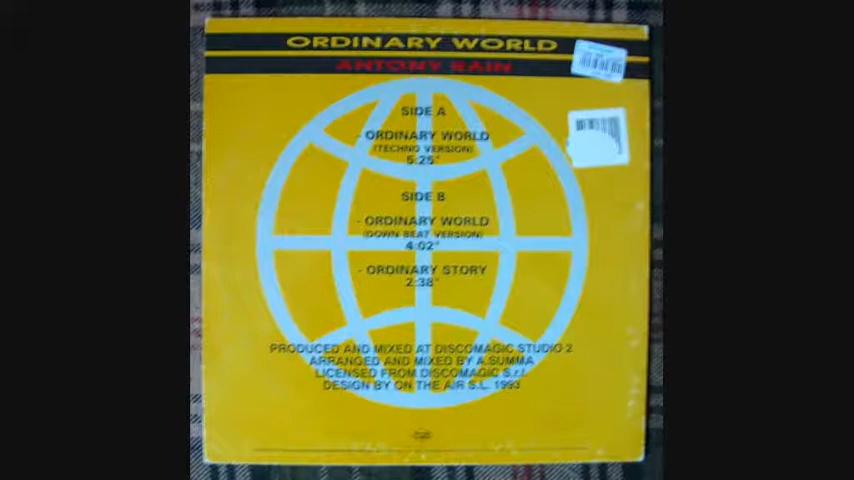 ORDINARY WORLD
ANTONY RAIN
SIDE A
- ORDINARY WORLD
(TECHNO VERSION)
5:25"
SIDE B
- ORDINARY WORLD
(DOWN BEAT VERSION)
4:02"
- ORDINARY STORY
2:38"
PRODUCED AND MIXED AT DISCOMAGIC STUDIO 2
ARRANGED AND MIXED BY A.SUMMA
LICENSED FROM DISCOMAGIC S.r.l.
DESIGN BY ON THE AIR S.L. 1993